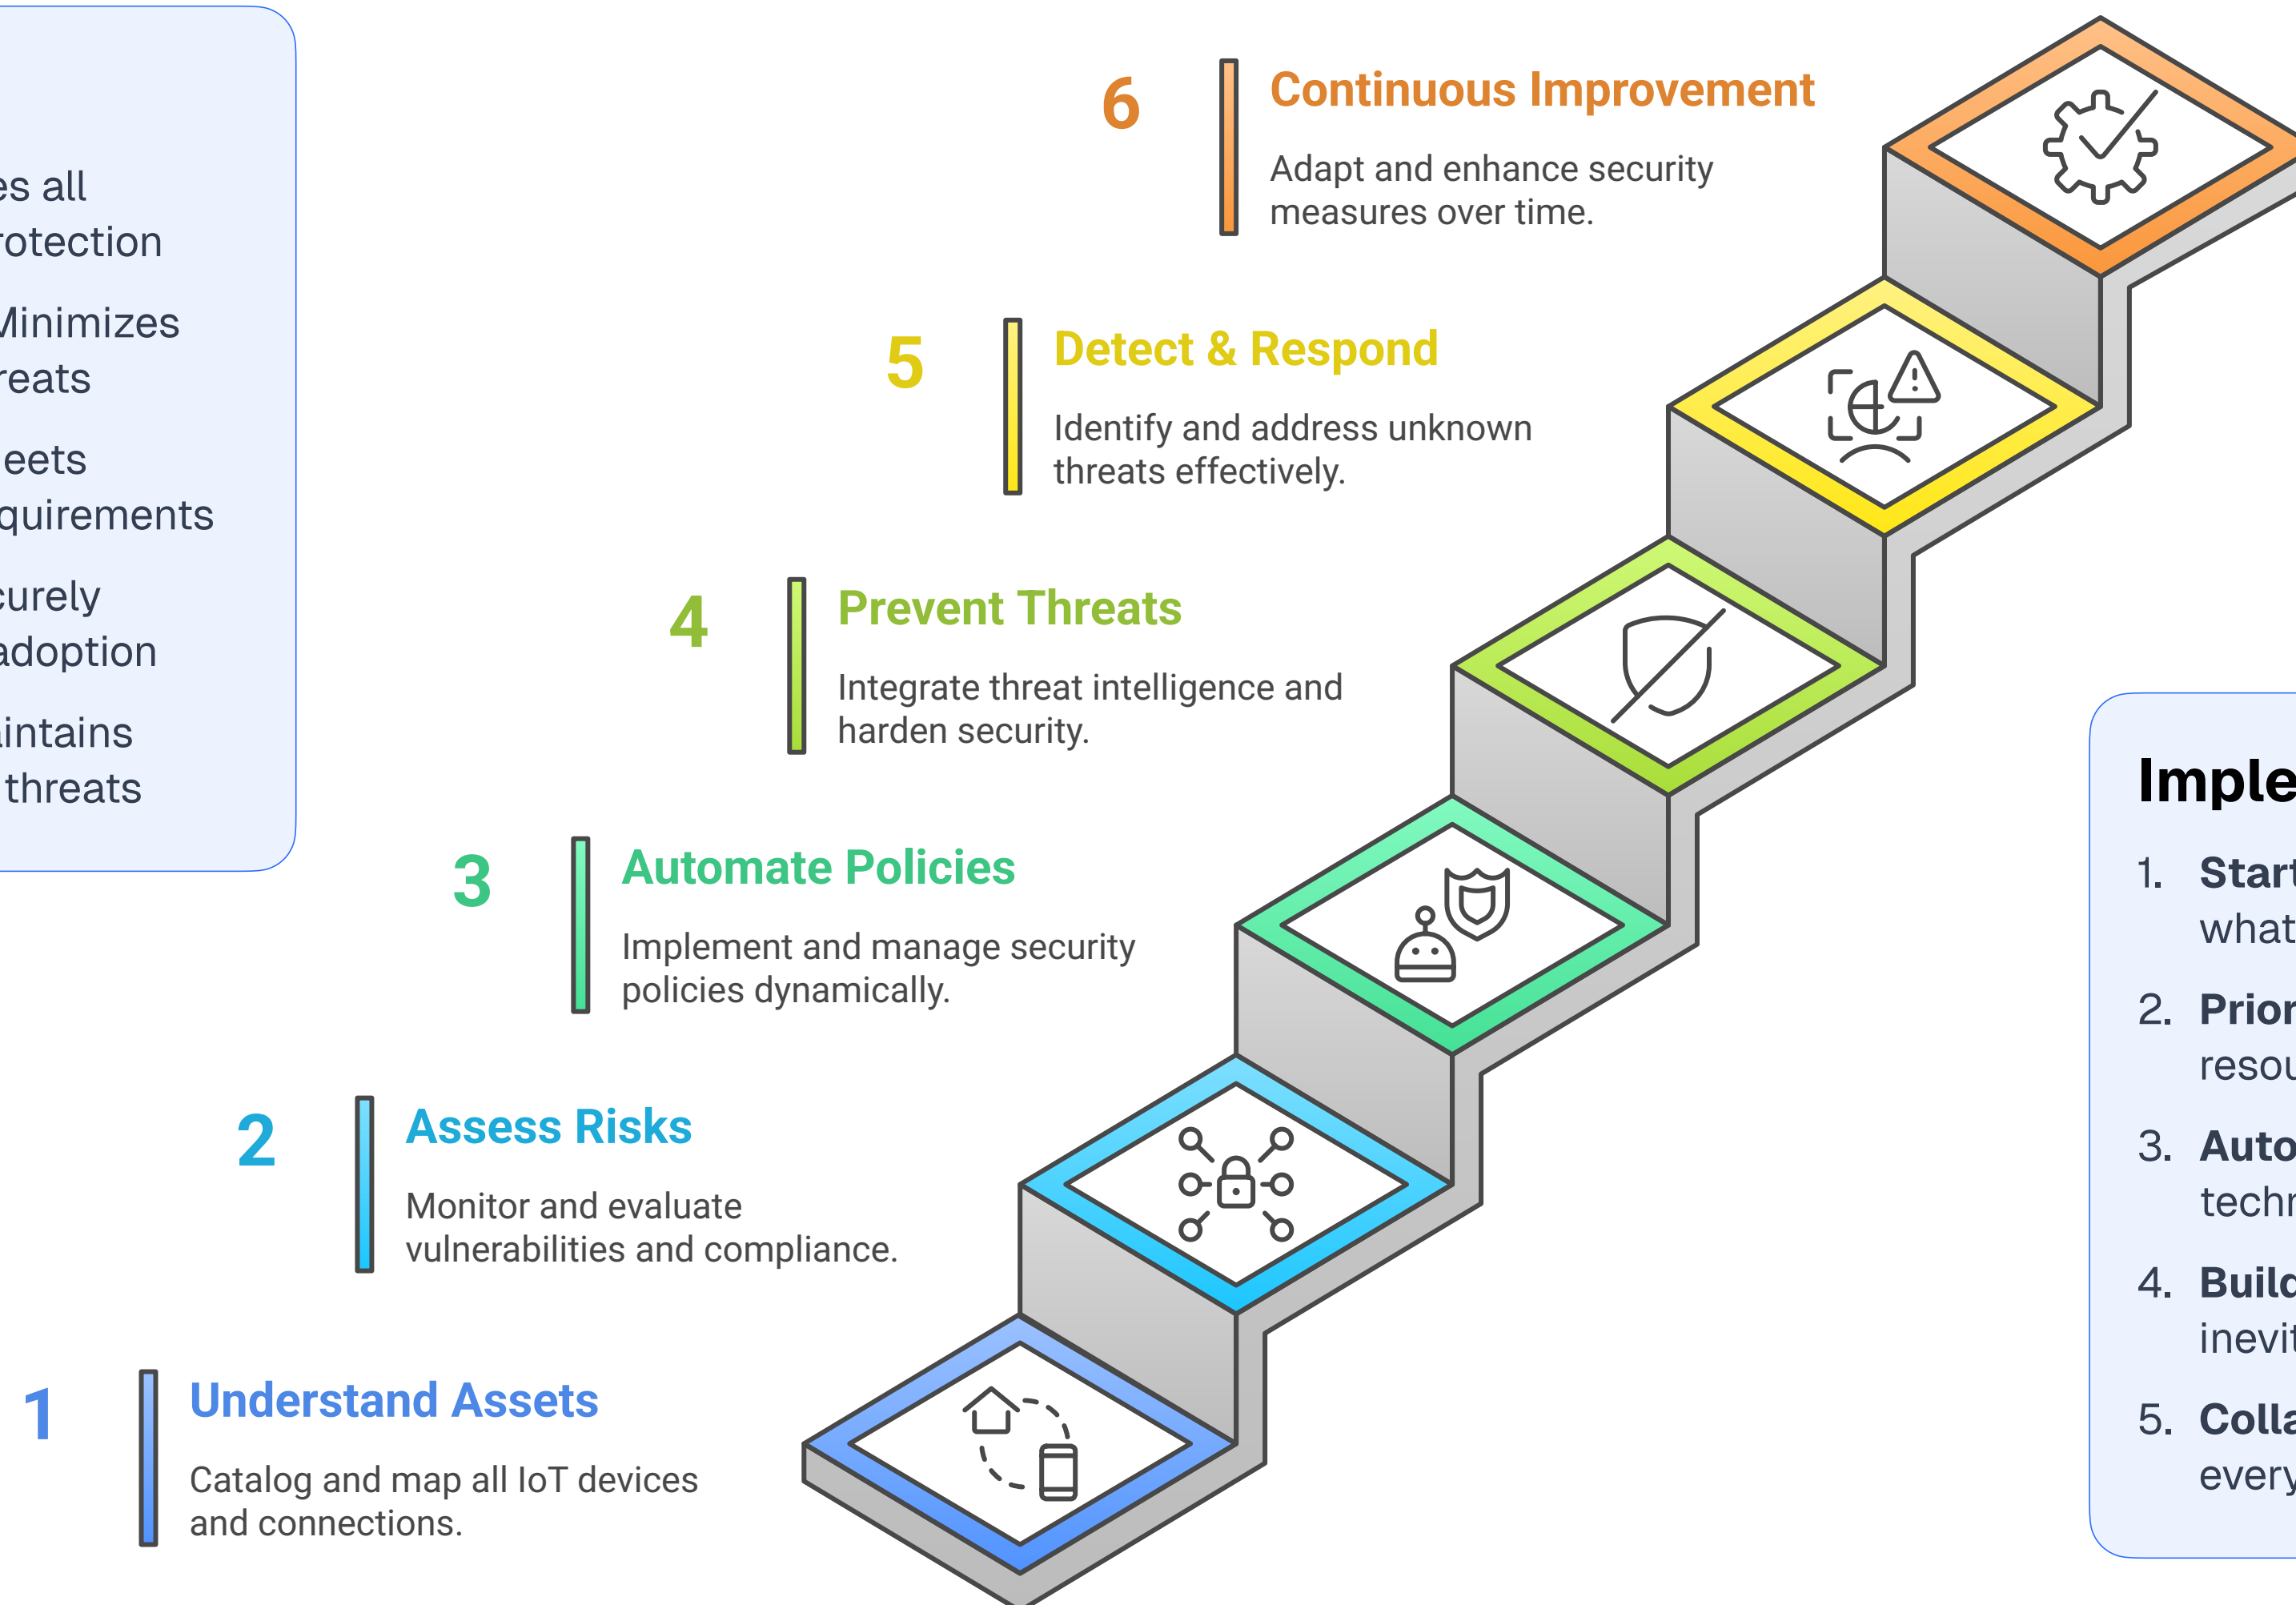 es all
rotection
Minimizes
reats
eets
quirements
curely
adoption
intains
threats
6
Continuous Improvement
Adapt and enhance security
measures over time.
5
Detect & Respond
Identify and address unknown
threats effectively.
4
Prevent Threats
Integrate threat intelligence and
harden security.
3
Automate Policies
Implement and manage security
policies dynamically.
2
Assess Risks
Monitor and evaluate
vulnerabilities and compliance.
1
Understand Assets
Catalog and map all IoT devices
and connections.
Imple
1. Start
what
2. Prior
resou
3. Auto
techn
4. Build
inevit
5. Colla
every